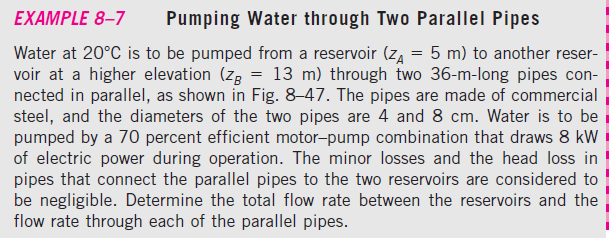 EXAMPLE 8–7 Pumping Water through Two Parallel Pipes
Water at 20°C is to be pumped from a reservoir (z_A = 5 m) to another reser-
voir at a higher elevation (z_B = 13 m) through two 36-m-long pipes con-
nected in parallel, as shown in Fig. 8–47. The pipes are made of commercial
steel, and the diameters of the two pipes are 4 and 8 cm. Water is to be
pumped by a 70 percent efficient motor–pump combination that draws 8 kW
of electric power during operation. The minor losses and the head loss in
pipes that connect the parallel pipes to the two reservoirs are considered to
be negligible. Determine the total flow rate between the reservoirs and the
flow rate through each of the parallel pipes.